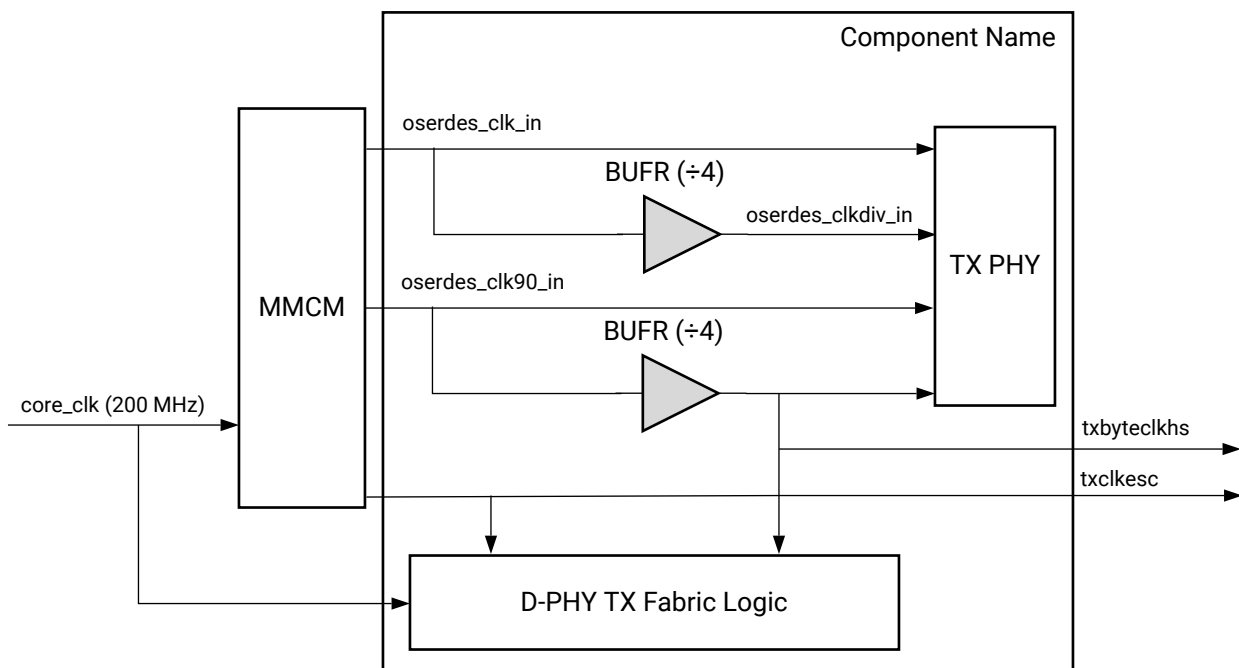 Component Name
oserdes_clk_in
BUFR (÷4)
oserdes_clkdiv_in
TX PHY
oserdes_clk90_in
MMCM
BUFR (÷4)
core_clk (200 MHz)
txbyteclkhs
txclkesc
D-PHY TX Fabric Logic